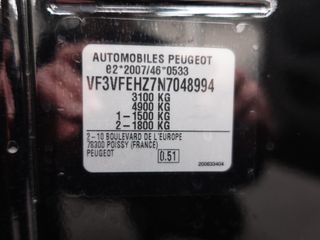 AUTOMOBILES PEUGEOT
e2*2007/46*0533
VF3VFEHZ7N7048994
3100 KG
4900 KG
1-1500 KG
2-1800 KG
2-10 BOULEVARD DE L'EUROPE
78300 POISSY (FRANCE)
PEUGEOT 0.51
200833404